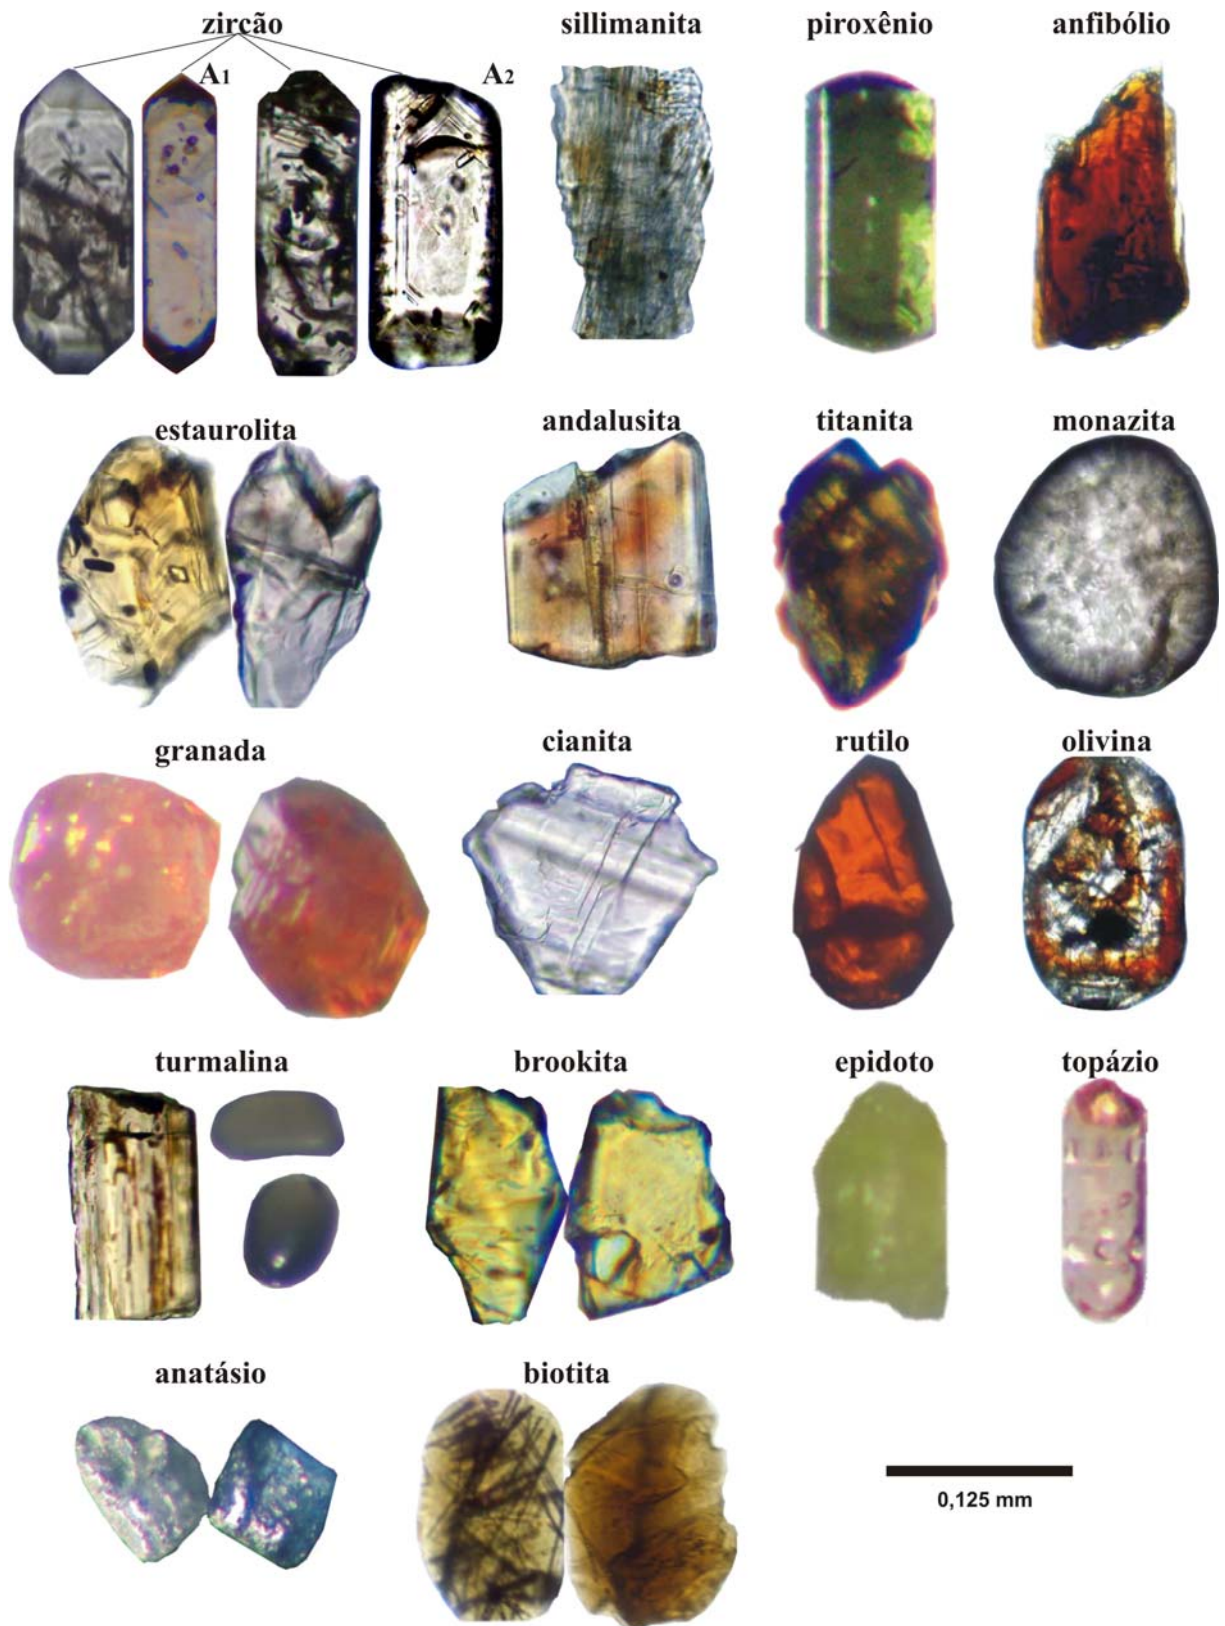 zircão
sillimanita
piroxênio
anfibólio
A1
A2
estaurolita
andalusita
titanita
monazita
granada
cianita
rutilo
olivina
turmalina
brookita
epidoto
topázio
anatásio
biotita
0,125 mm